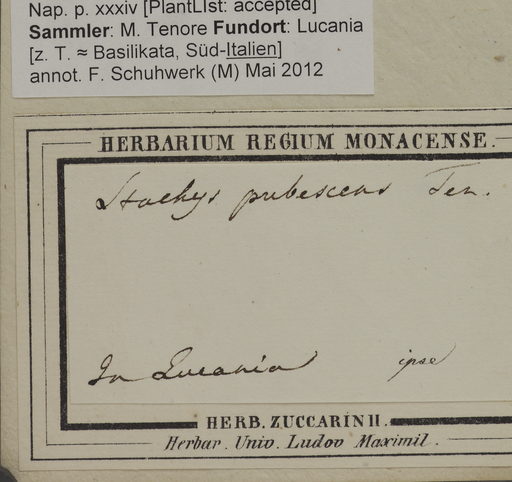 Nap. p. xxxiv [PlantLIst: accepted]
Sammler: M. Tenore Fundort: Lucania
[z. T. ≈ Basilikata, Süd-Italien]
annot. F. Schuhwerk (M) Mai 2012
HERBARIUM REGIUM MONACENSE.
Stachys pubescens Ten.
In Lucania ipse
HERB. ZUCCARINII.
Herbar. Univ. Ludov Maximil.